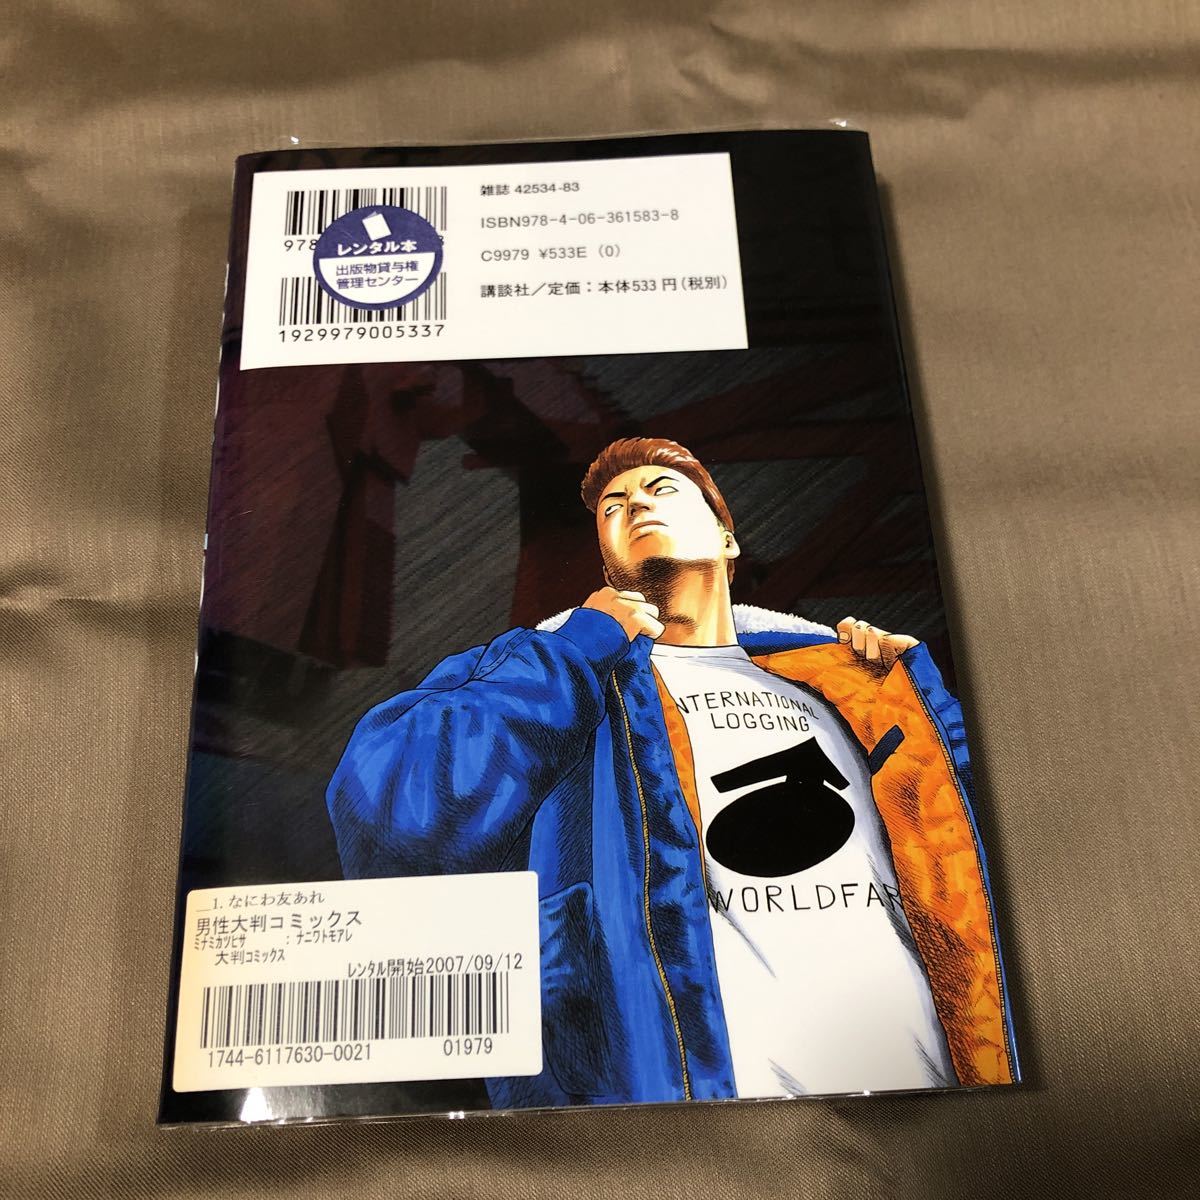 雑誌 42534-83
ISBN978-4-06-361583-8
C9979 ¥533E (0)
講談社／定価：本体533円（税別）
978
8
レンタル本
出版物貸与権
管理センター
1929979005337
INTERNATIONAL
LOGGING
WORLDFA
_1. なにわ友あれ
男性大判コミックス
ミナミカツヒサ : ナニワトモアレ
大判コミックス
レンタル開始2007/09/12
1744-6117630-0021 01979